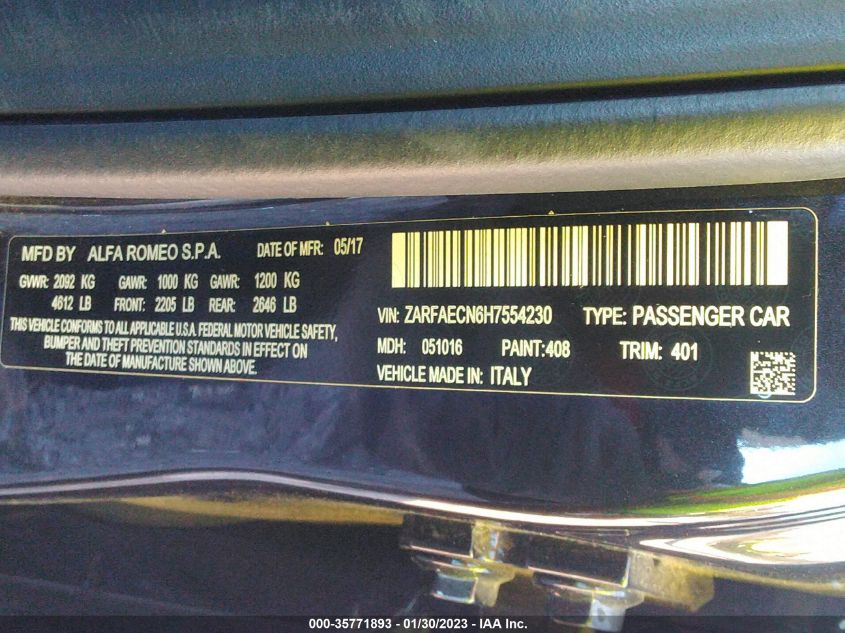 MFD BY ALFA ROMEO S.P.A. DATE OF MFR: 05/17
GVWR: 2092 KG GAWR: 1000 KG GAWR: 1200 KG
4612 LB FRONT: 2205 LB REAR: 2646 LB
THIS VEHICLE CONFORMS TO ALL APPLICABLE U.S.A. FEDERAL MOTOR VEHICLE SAFETY,
BUMPER AND THEFT PREVENTION STANDARDS IN EFFECT ON
THE DATE OF MANUFACTURE SHOWN ABOVE.
VIN: ZARFAECN6H7554230 TYPE: PASSENGER CAR
MDH: 051016 PAINT:408 TRIM: 401
VEHICLE MADE IN: ITALY
000-35771893 - 01/30/2023 - IAA Inc.